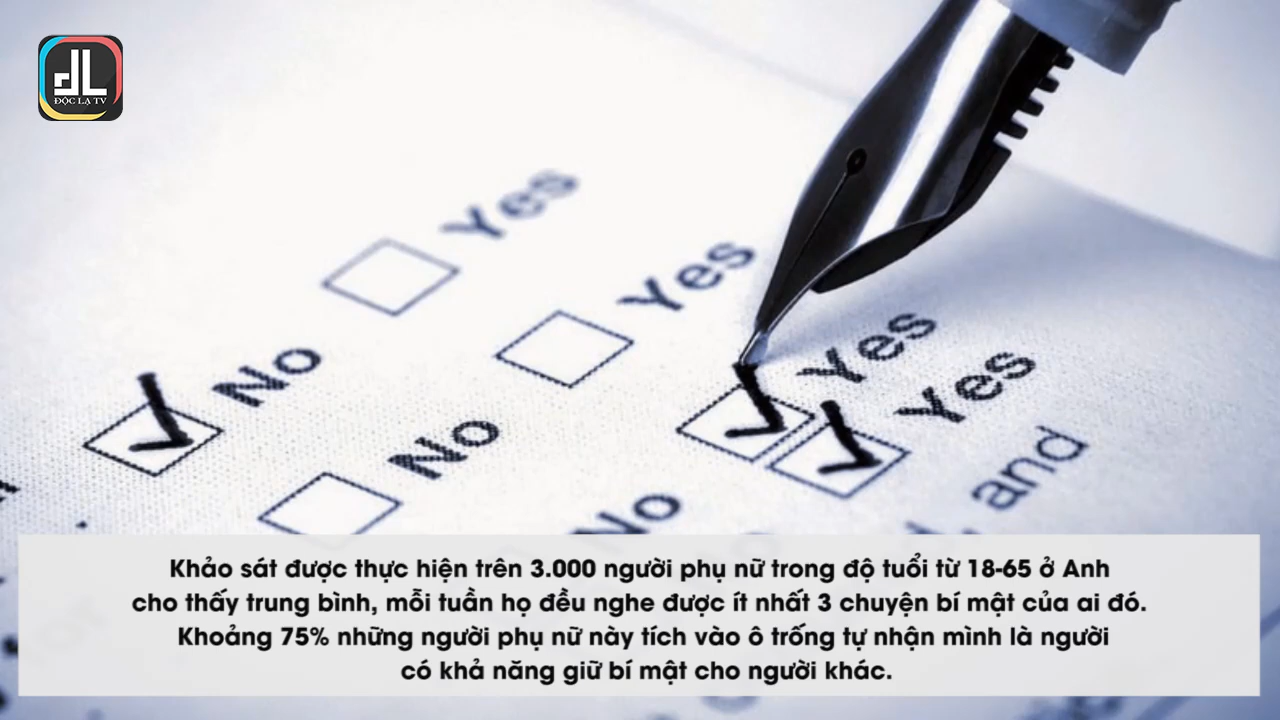 ĐỘC LẠ TV
Yes
Yes
No
Yes
No
Yes
No
and
Khảo sát được thực hiện trên 3.000 người phụ nữ trong độ tuổi từ 18-65 ở Anh
cho thấy trung bình, mỗi tuần họ đều nghe được ít nhất 3 chuyện bí mật của ai đó.
Khoảng 75% những người phụ nữ này tích vào ô trống tự nhận mình là người
có khả năng giữ bí mật cho người khác.